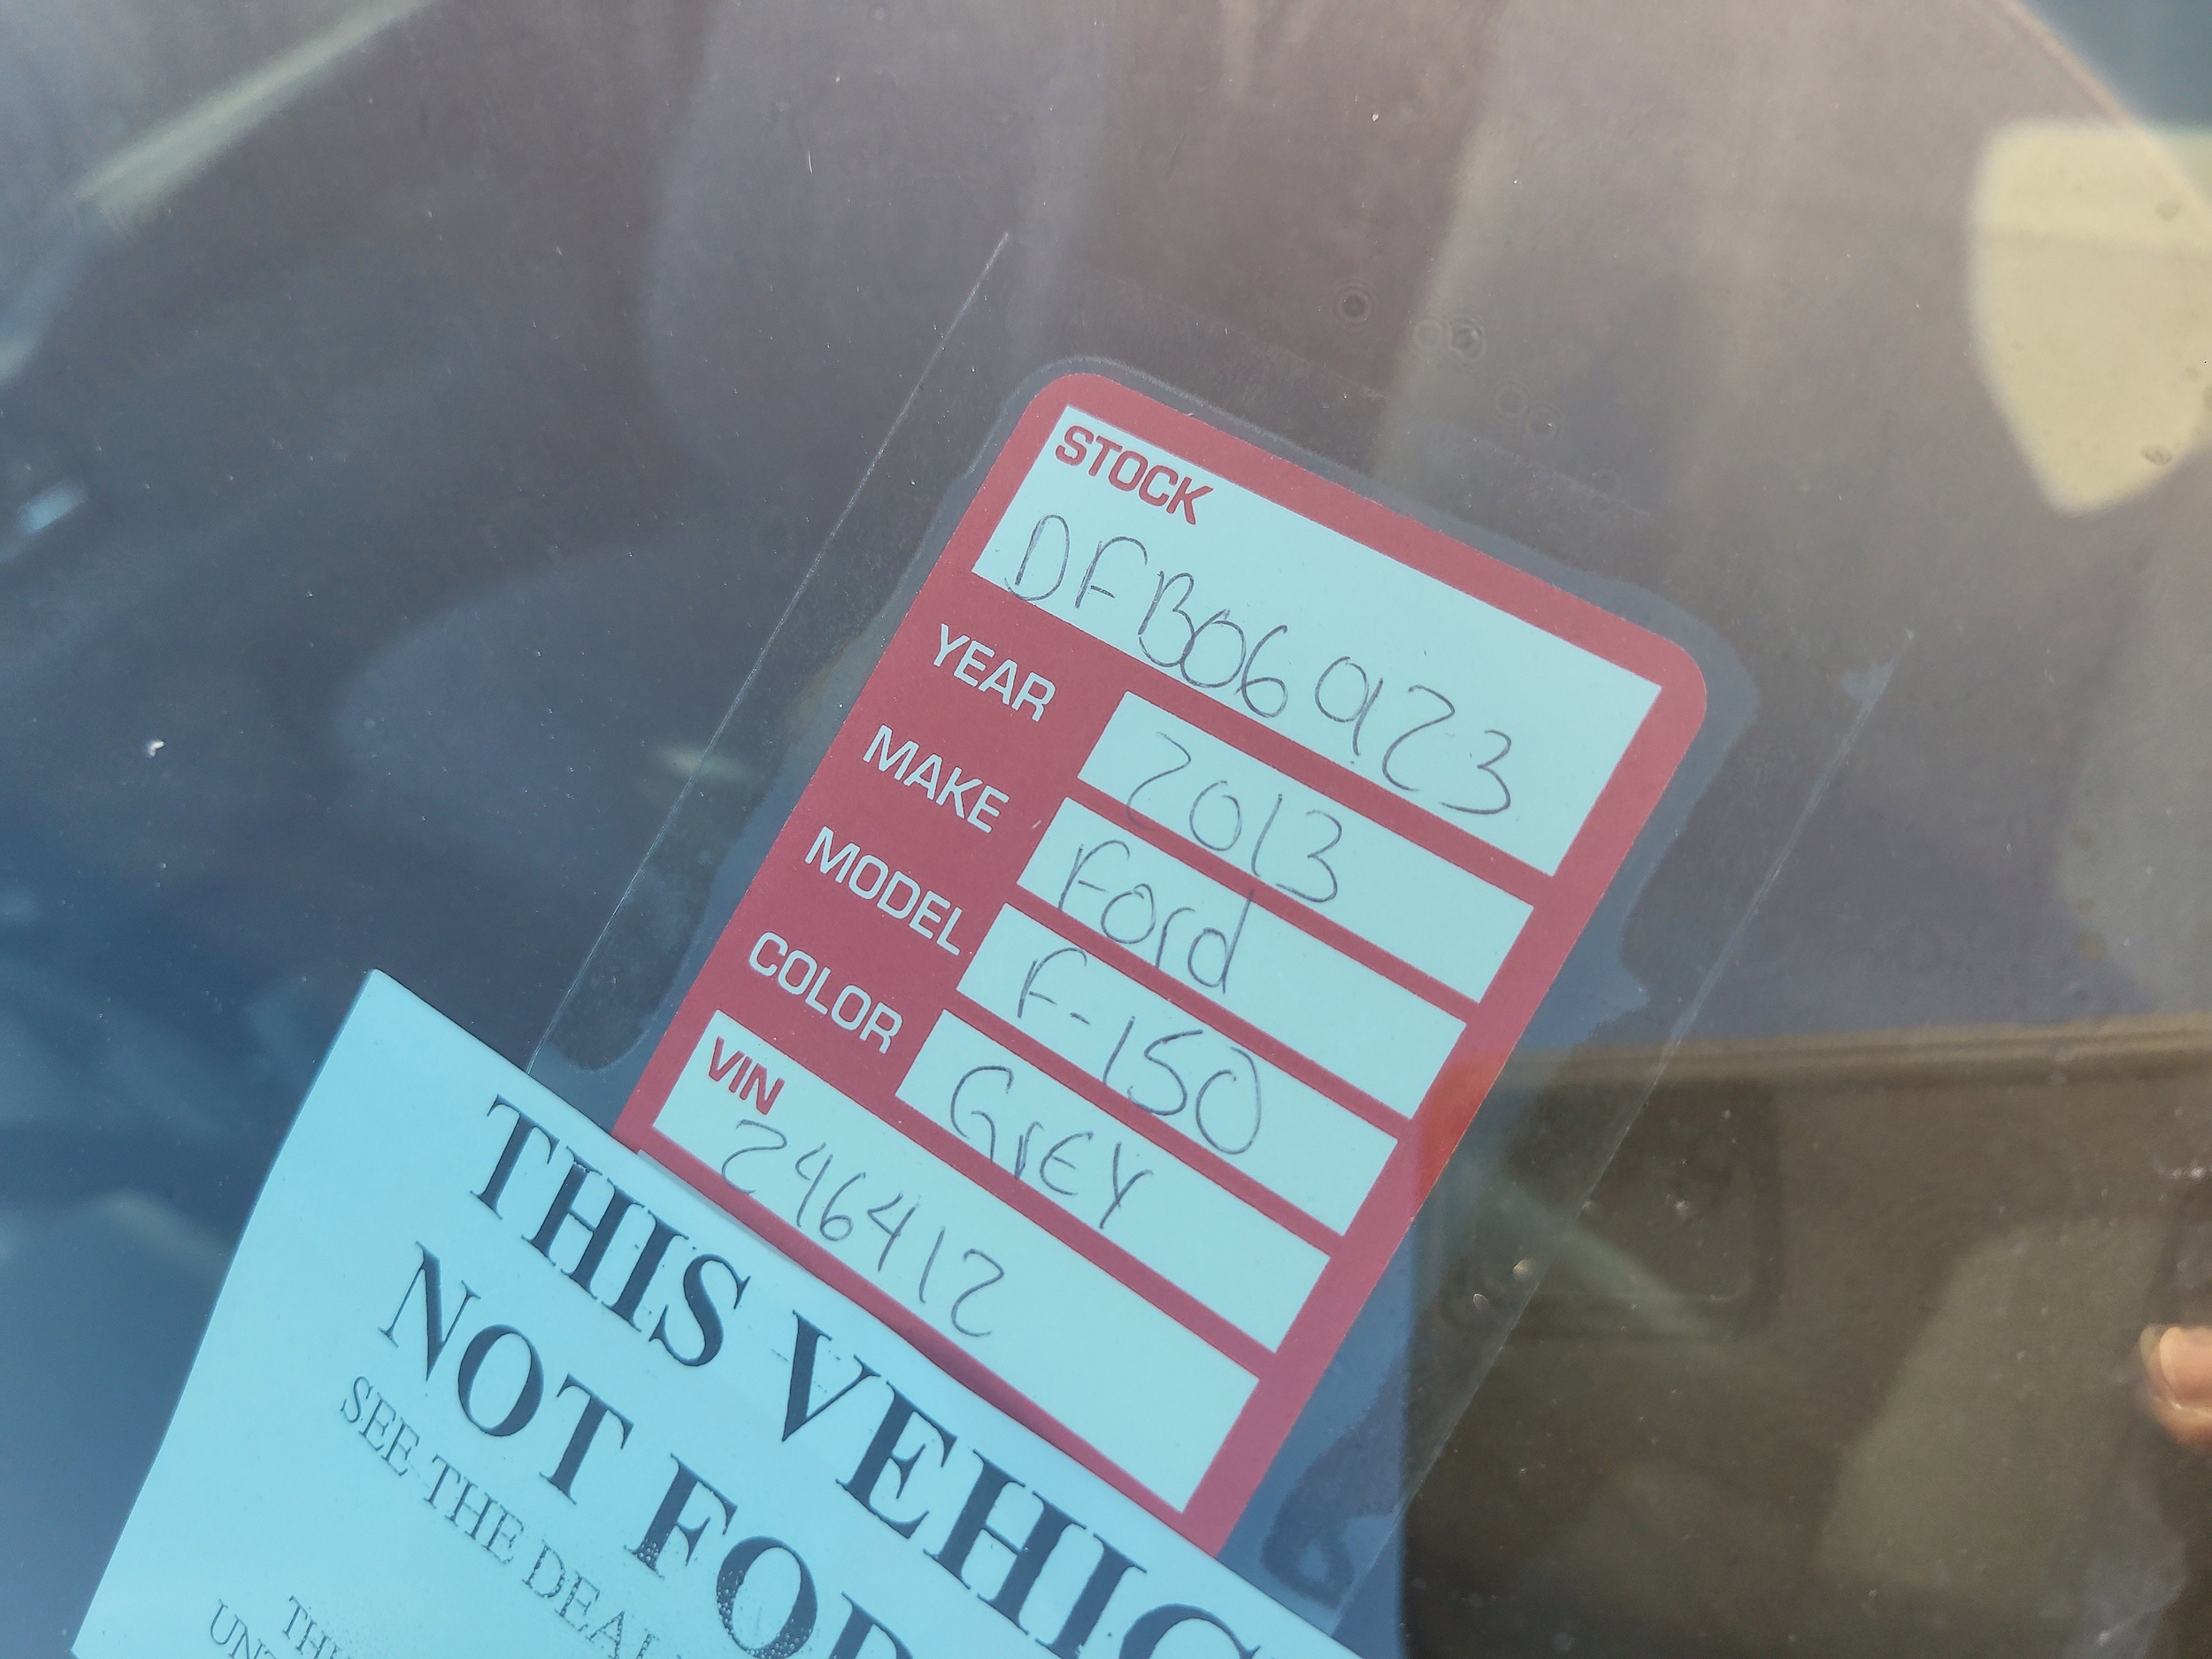 STOCK
DFB06923
YEAR 2013
MAKE Ford
MODEL F-150
COLOR GrEY
VIN
246412
THIS VEHIC
NOT FOR
SEE THE DEAL